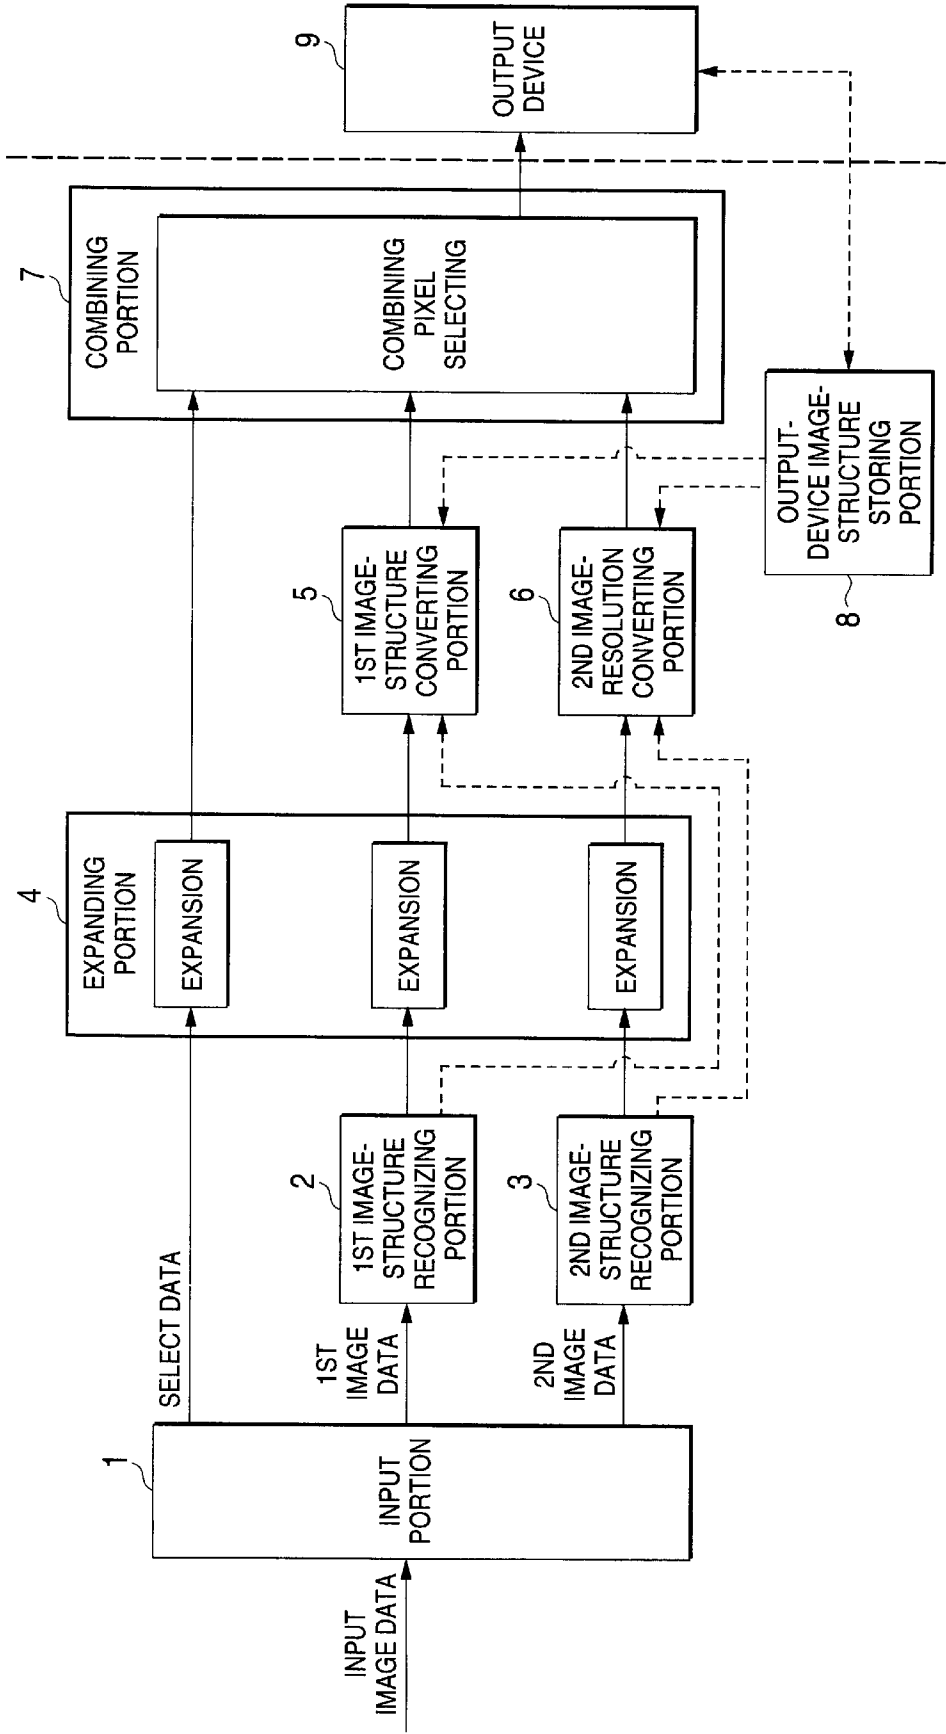 INPUT
IMAGE DATA
1
INPUT
PORTION
SELECT DATA
1ST
IMAGE
DATA
2ND
IMAGE
DATA
2
1ST IMAGE-
STRUCTURE
RECOGNIZING
PORTION
3
2ND IMAGE-
STRUCTURE
RECOGNIZING
PORTION
4
EXPANDING
PORTION
EXPANSION
EXPANSION
EXPANSION
5
1ST IMAGE-
STRUCTURE
CONVERTING
PORTION
6
2ND IMAGE-
RESOLUTION
CONVERTING
PORTION
7
COMBINING
PORTION
COMBINING
PIXEL
SELECTING
8
OUTPUT-
DEVICE IMAGE-
STRUCTURE
STORING
PORTION
9
OUTPUT
DEVICE